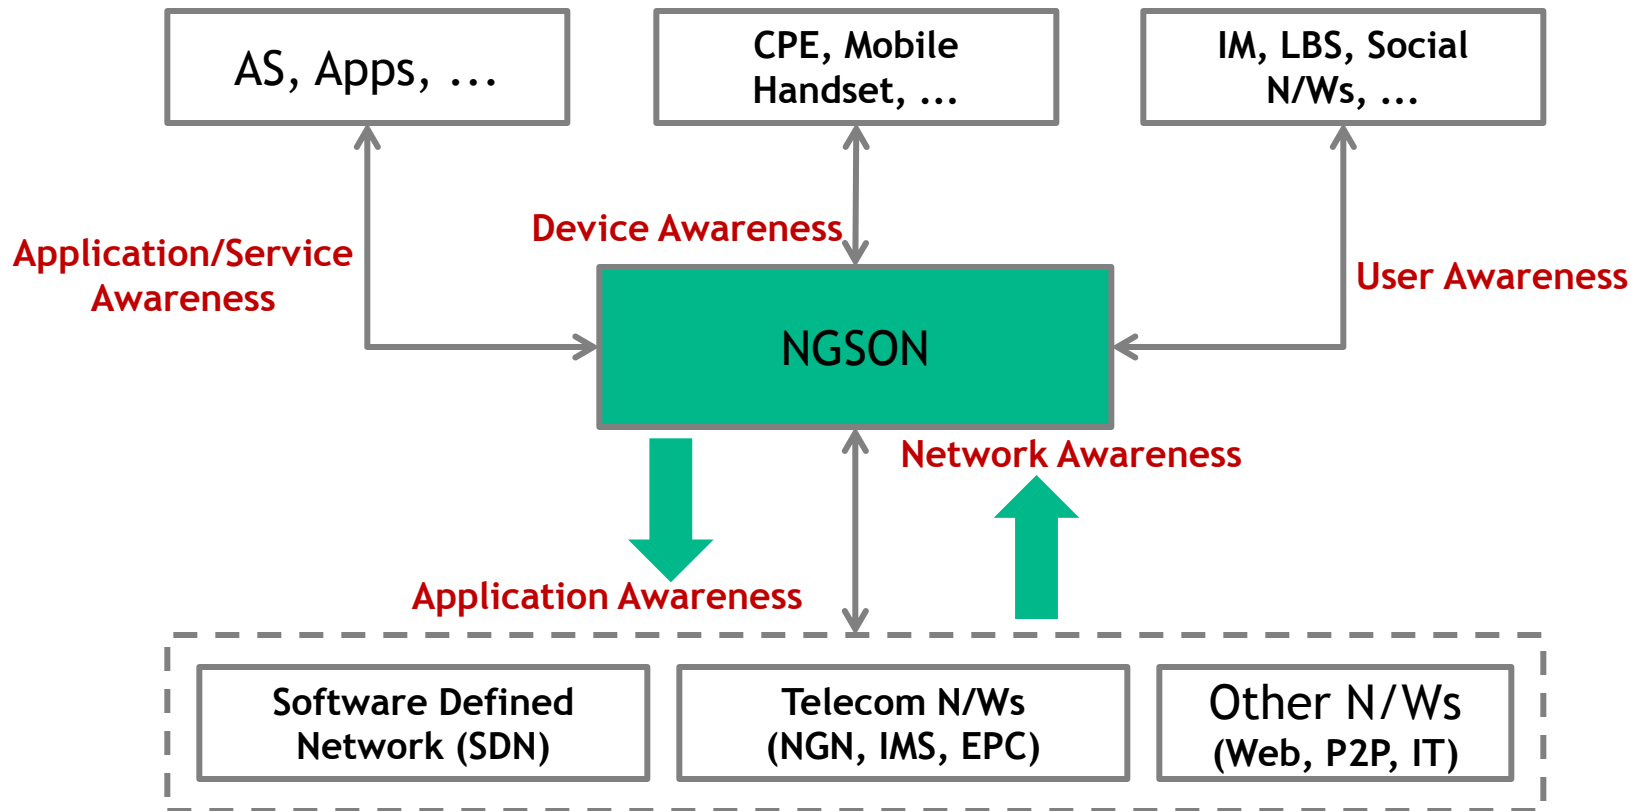 AS, Apps, ...
CPE, Mobile
Handset, ...
IM, LBS, Social
N/Ws, ...
Device Awareness
Application/Service
Awareness
User Awareness
NGSON
Network Awareness
Application Awareness
Software Defined
Network (SDN)
Telecom N/Ws
(NGN, IMS, EPC)
Other N/Ws
(Web, P2P, IT)